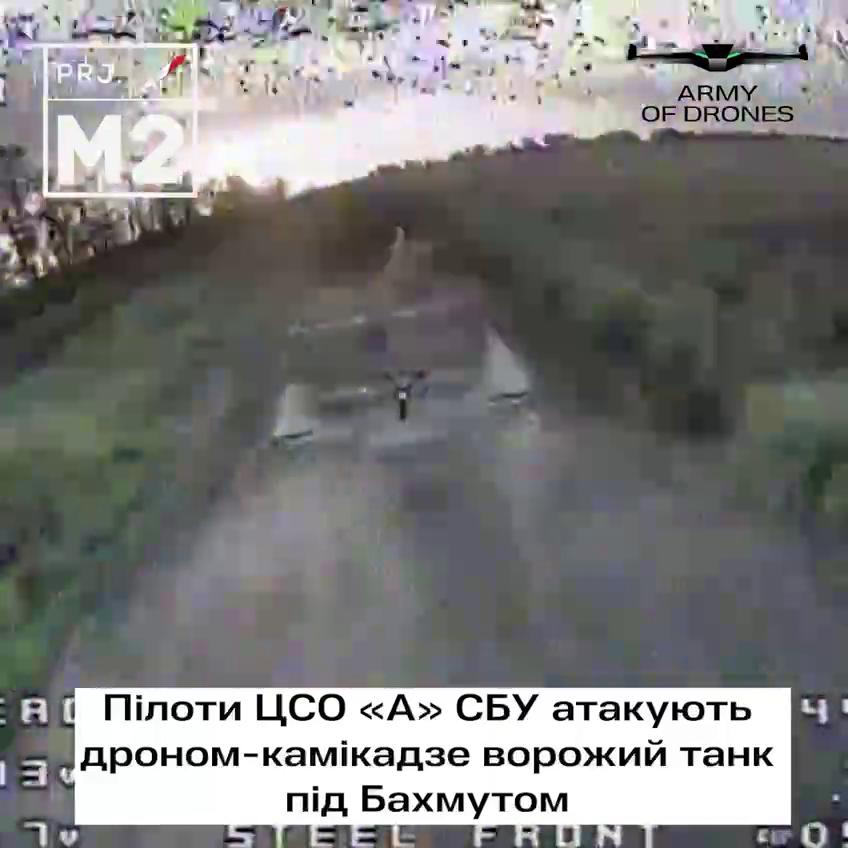 PRJ.
M2
ARMY
OF DRONES
Пілоти ЦСО «А» СБУ атакують
дроном-камікадзе ворожий танк
під Бахмутом
STEEL FRONT